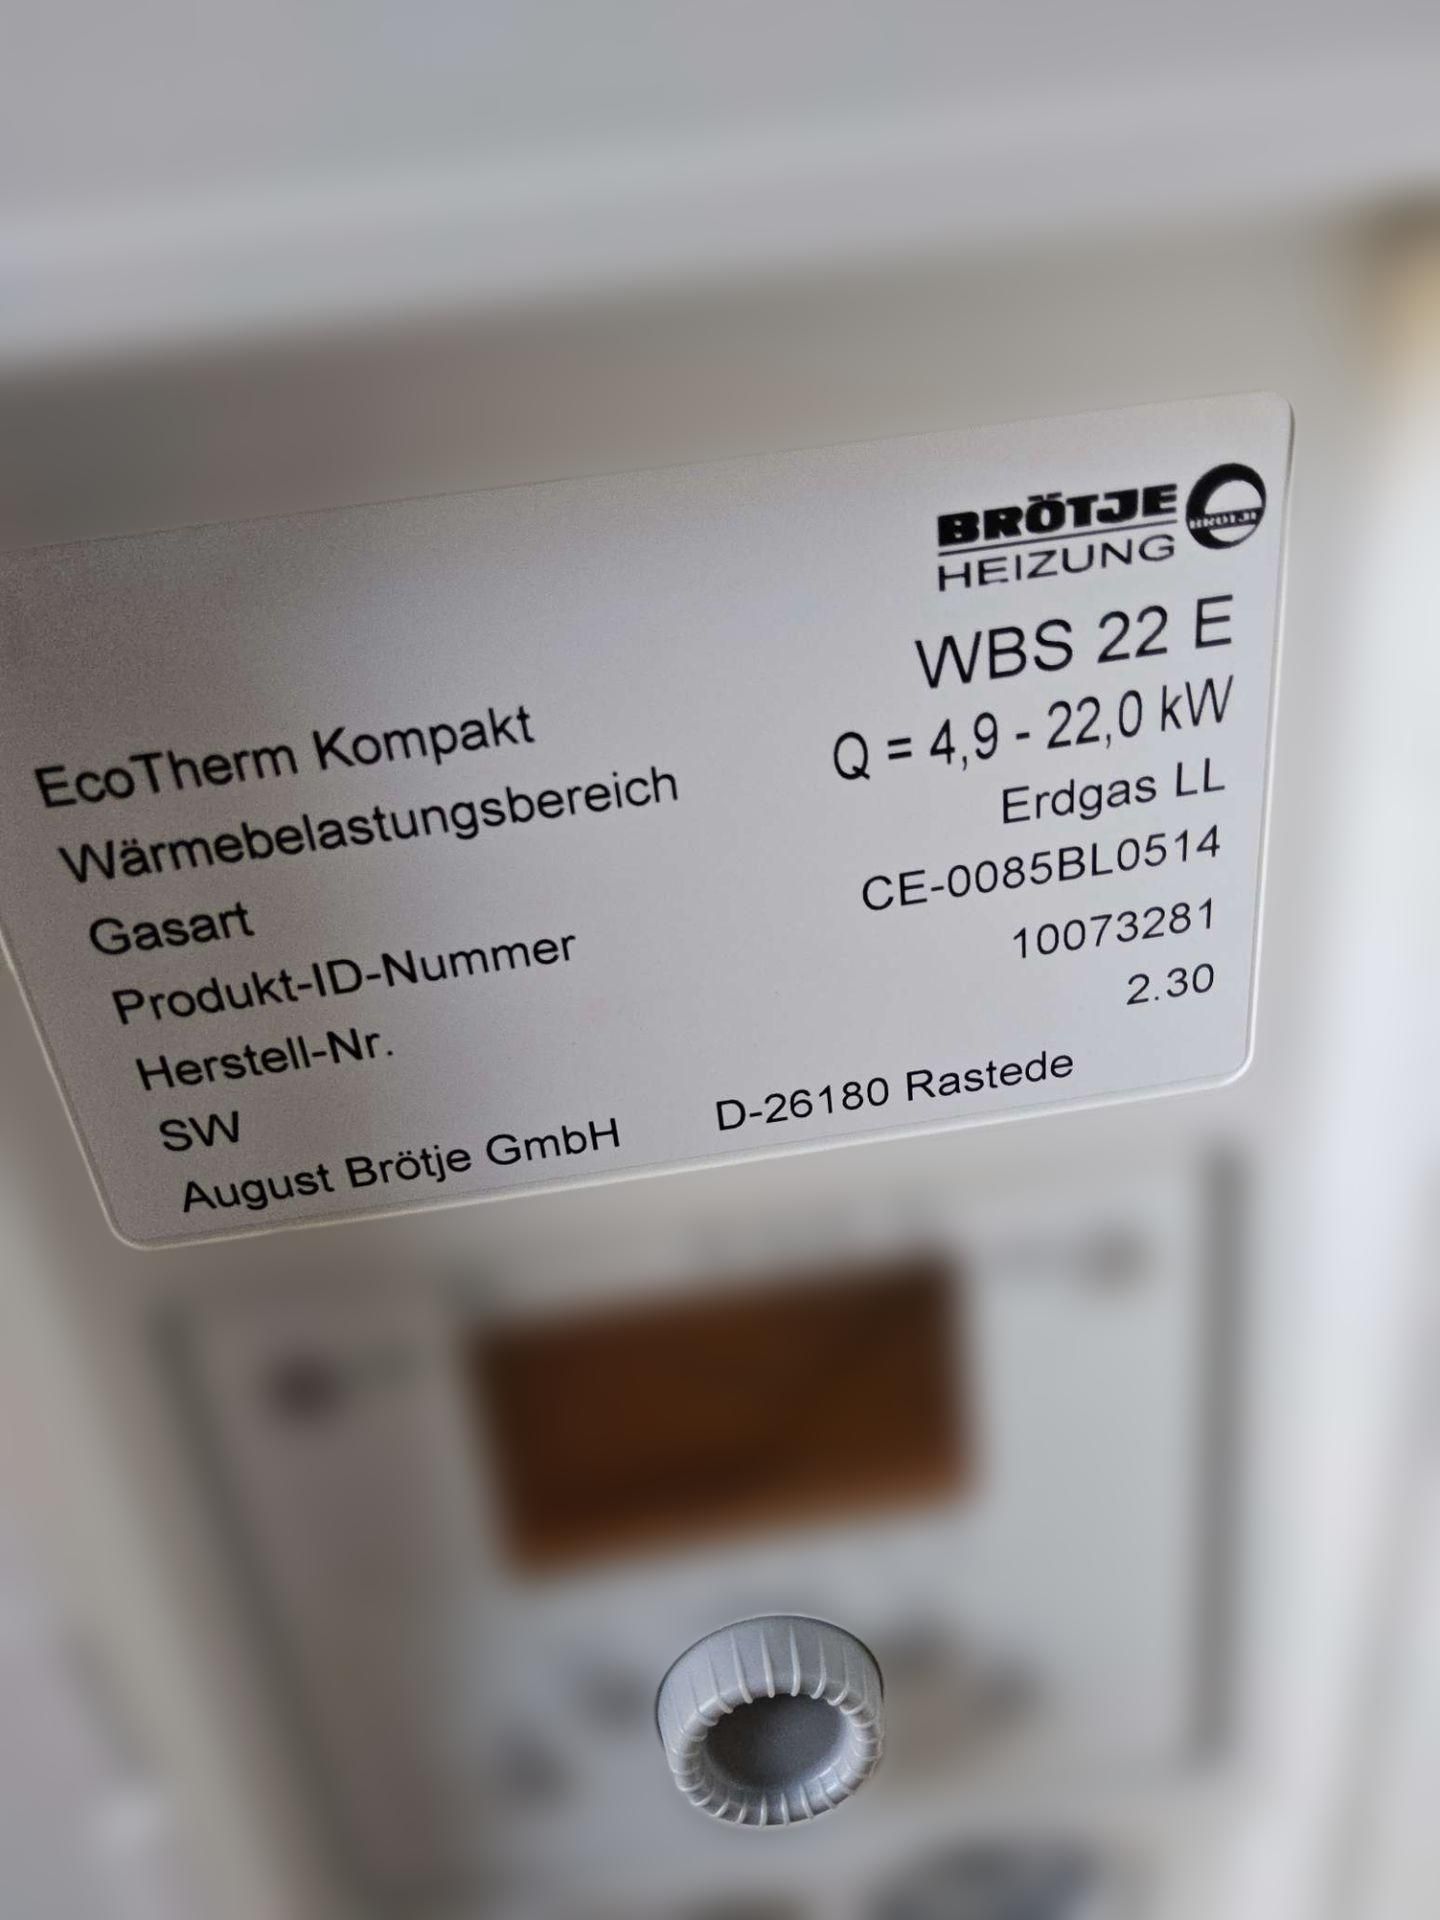 BRÖTJE
HEIZUNG
BRÖTJE
EcoTherm Kompakt WBS 22 E
Wärmebelastungsbereich Q = 4,9 - 22,0 kW
Gasart Erdgas LL
Produkt-ID-Nummer CE-0085BL0514
Herstell-Nr. 10073281
SW 2.30
August Brötje GmbH D-26180 Rastede